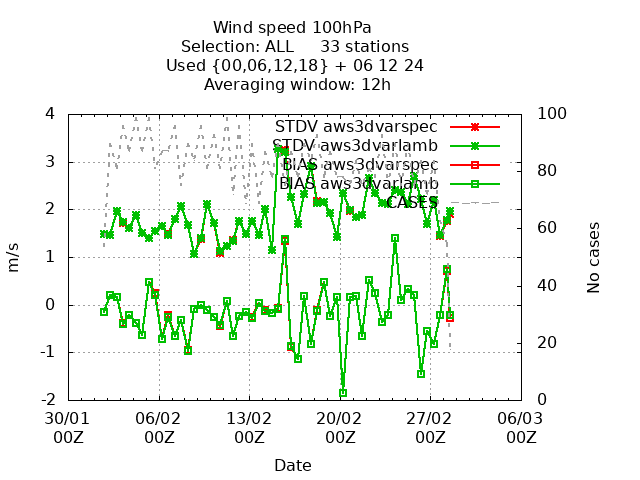 Wind speed 100hPa
Selection: ALL     33 stations
Used {00,06,12,18} + 06 12 24
Averaging window: 12h
4
3
2
1
0
-1
-2
m/s
100
80
60
40
20
0
No cases
STDV aws3dvarspec
STDV aws3dvarlamb
BIAS aws3dvarspec
BIAS aws3dvarlamb
CASES
30/01 06/02 13/02 20/02 27/02 06/03
00Z 00Z 00Z 00Z 00Z 00Z
Date